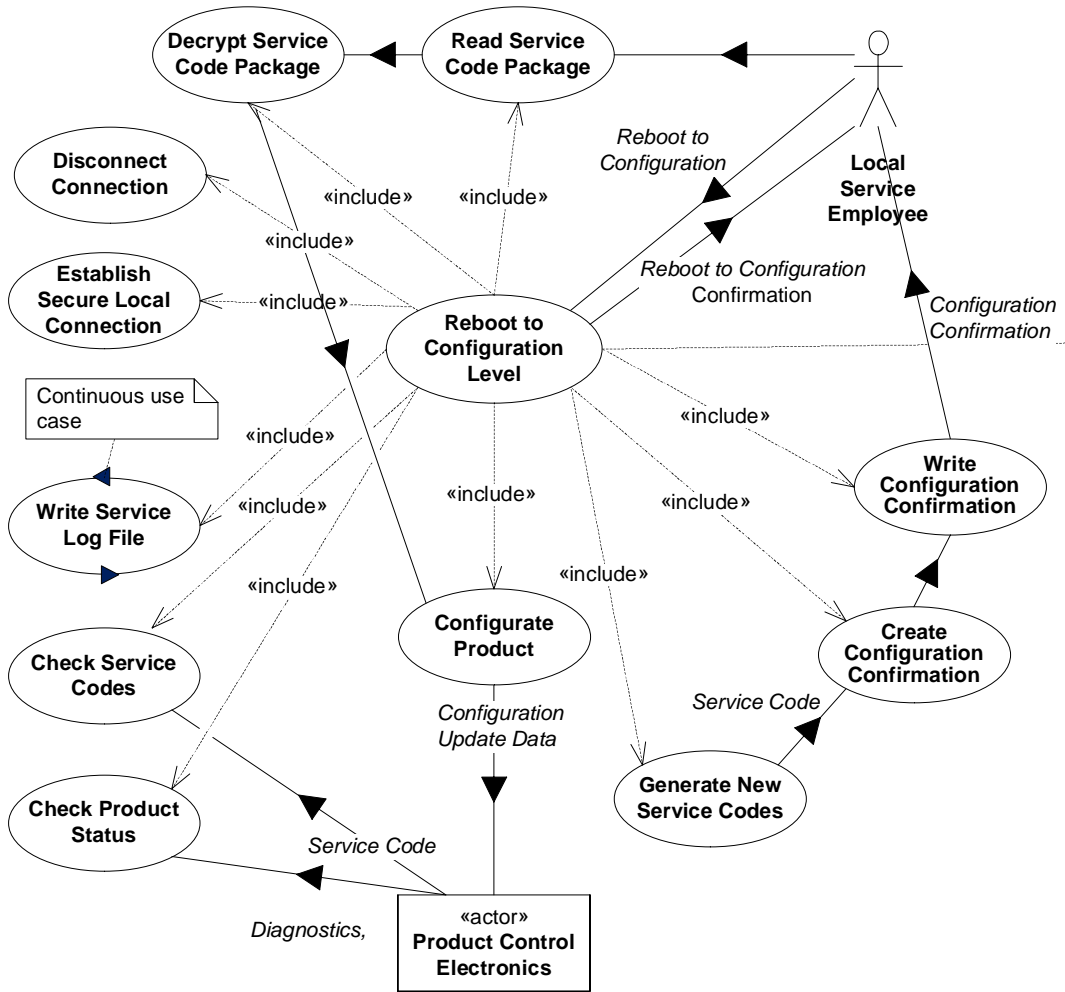 Decrypt Service
Code Package
Read Service
Code Package
Reboot to
Configuration
Disconnect
Connection
Local
Service
Employee
«include»
«include»
«include»
Establish
Secure Local
Connection
«include»
Reboot to Configuration
Confirmation
Configuration
Confirmation
Reboot to
Configuration
Level
Continuous use
case
«include»
«include»
Write
Configuration
Confirmation
Write Service
Log File
«include»
«include»
«include»
«include»
«include»
Configurate
Product
Create
Configuration
Confirmation
Check Service
Codes
Configuration
Update Data
Service Code
Generate New
Service Codes
Check Product
Status
Service Code
Diagnostics,
«actor»
Product Control
Electronics